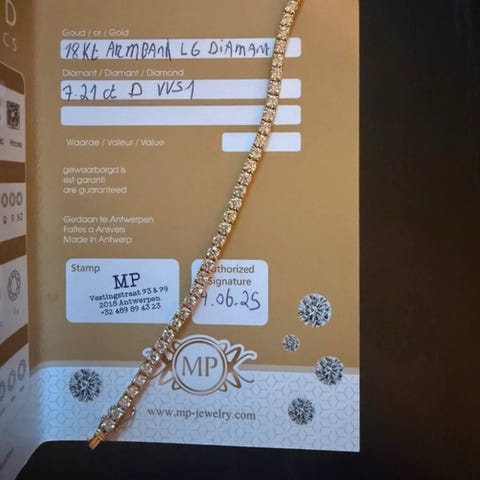 D
CS
Goud / or / Gold
18kt ARMBAND LG DiAMANT
Diamant / Diamant / Diamond
7.21 ct D VVS1
Waarde / Valeur / Value
gewaarborgd is
est garanti
are guaranteed
Gedaan te Antwerpen
Faites a Anvers
Made in Antwerp
Stamp
MP
Vestingstraat 73 & 79
2018 Antwerpen
+32 489 89 43 23
Authorized
Signature
.06.25
MP
www.mp-jewelry.com